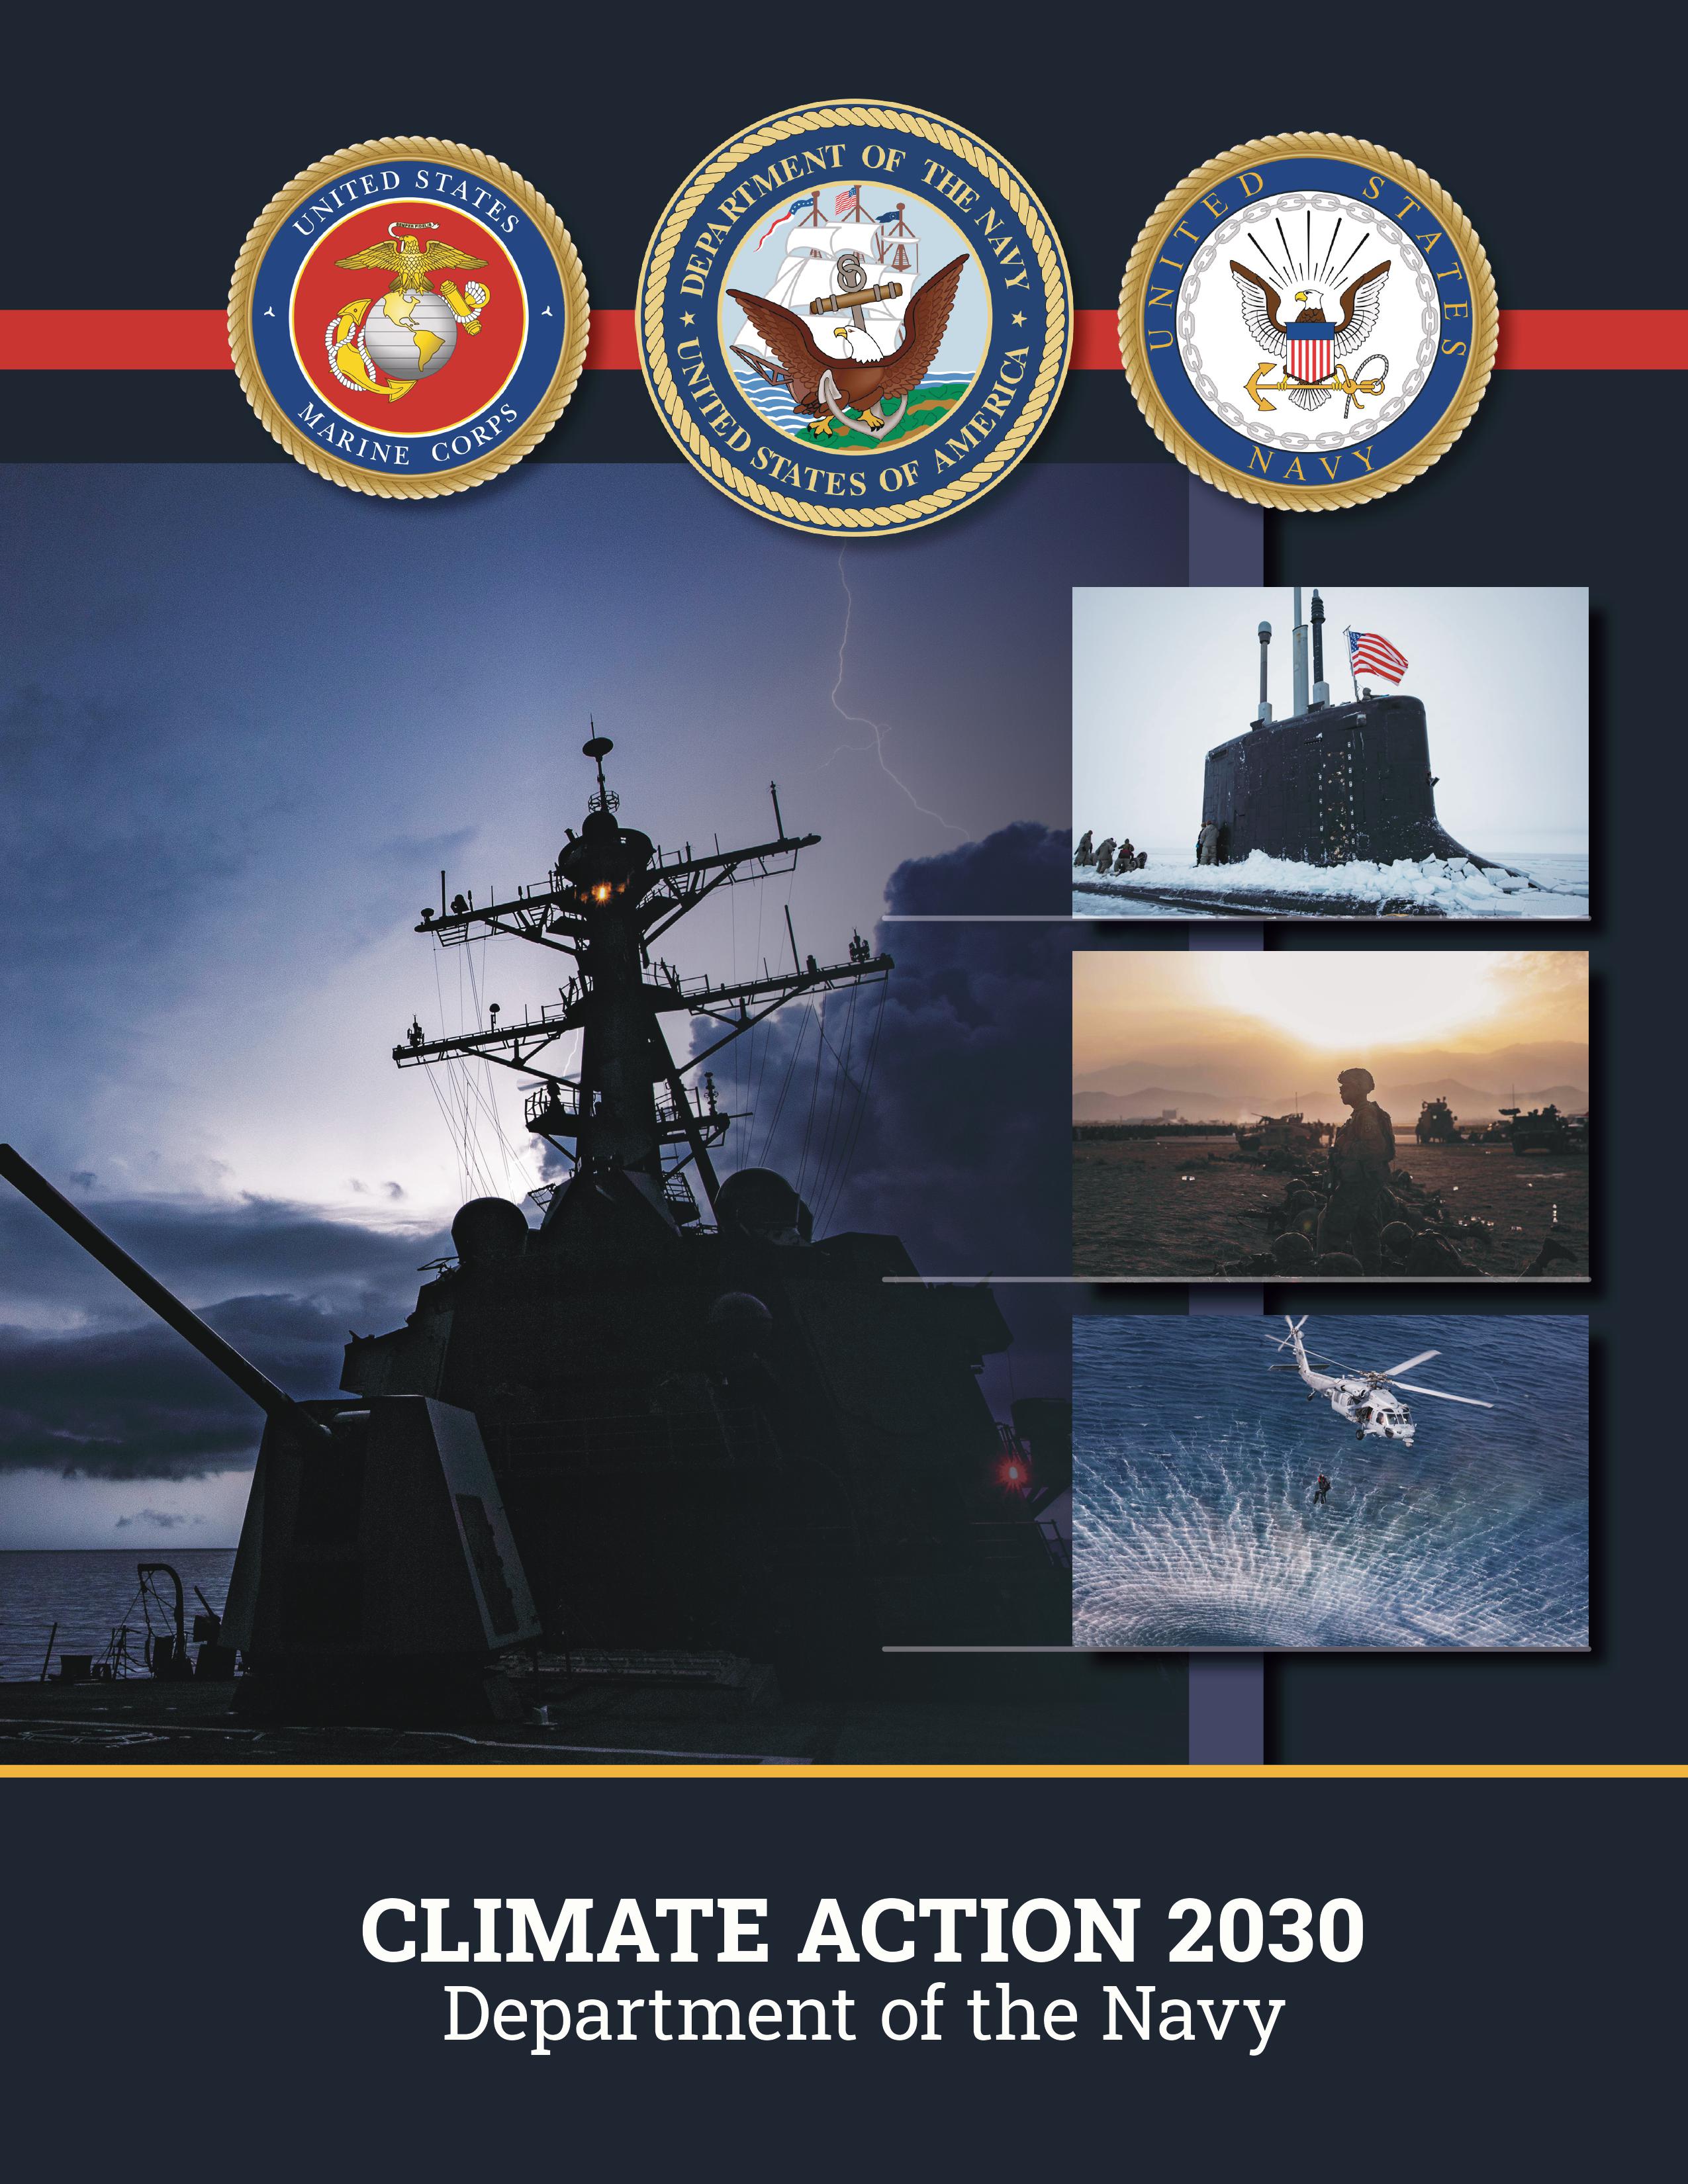 UNITED STATES
MARINE CORPS
DEPARTMENT OF THE NAVY
UNITED STATES OF AMERICA
UNITED STATES
NAVY
CLIMATE ACTION 2030
Department of the Navy